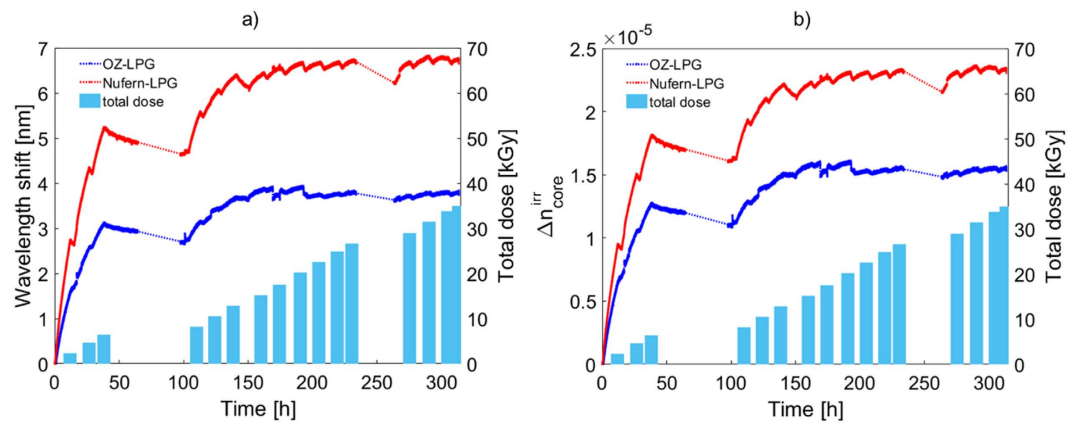 a)
7
6
5
4
3
2
1
0
Wavelength shift [nm]
OZ-LPG
Nufern-LPG
total dose
70
60
50
40
30
20
10
0
Total dose [kGy]
0 50 100 150 200 250 300
Time [h]
b)
×10⁻⁵
2.5
2
1.5
1
0.5
0
Δn_core^irr
OZ-LPG
Nufern-LPG
total dose
70
60
50
40
30
20
10
0
Total dose [kGy]
0 50 100 150 200 250 300
Time [h]